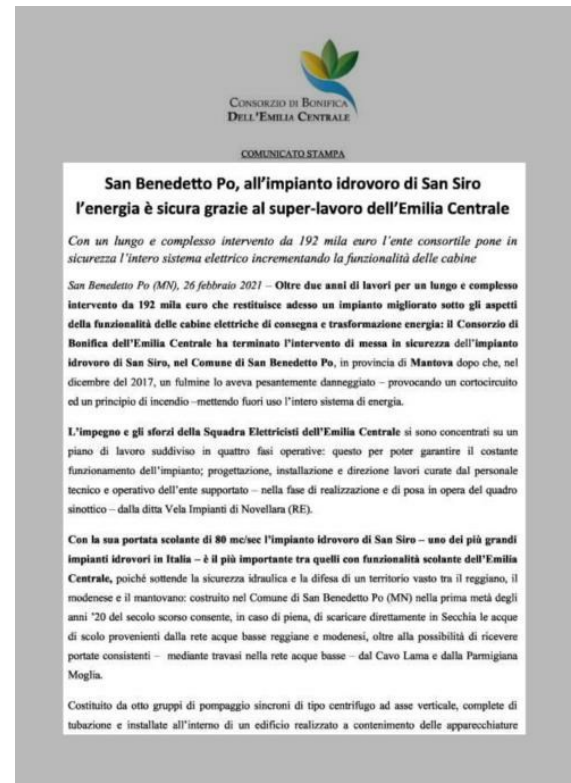 CONSORZIO DI BONIFICA
DELL'EMILIA CENTRALE
COMUNICATO STAMPA
San Benedetto Po, all'impianto idrovoro di San Siro
l'energia è sicura grazie al super-lavoro dell'Emilia Centrale
Con un lungo e complesso intervento da 192 mila euro l'ente consortile pone in
sicurezza l'intero sistema elettrico incrementando la funzionalità delle cabine
San Benedetto Po (MN), 26 febbraio 2021 – Oltre due anni di lavori per un lungo e complesso
intervento da 192 mila euro che restituisce adesso un impianto migliorato sotto gli aspetti
della funzionalità delle cabine elettriche di consegna e trasformazione energia: il Consorzio di
Bonifica dell'Emilia Centrale ha terminato l'intervento di messa in sicurezza dell'impianto
idrovoro di San Siro, nel Comune di San Benedetto Po, in provincia di Mantova dopo che, nel
dicembre del 2017, un fulmine lo aveva pesantemente danneggiato – provocando un cortocircuito
ed un principio di incendio –mettendo fuori uso l'intero sistema di energia.
L'impegno e gli sforzi della Squadra Elettricisti dell'Emilia Centrale si sono concentrati su un
piano di lavoro suddiviso in quattro fasi operative: questo per poter garantire il costante
funzionamento dell'impianto; progettazione, installazione e direzione lavori curate dal personale
tecnico e operativo dell'ente supportato – nella fase di realizzazione e di posa in opera del quadro
sinottico – dalla ditta Vela Impianti di Novellara (RE).
Con la sua portata scolante di 80 mc/sec l'impianto idrovoro di San Siro – uno dei più grandi
impianti idrovori in Italia – è il più importante tra quelli con funzionalità scolante dell'Emilia
Centrale, poiché sottende la sicurezza idraulica e la difesa di un territorio vasto tra il reggiano, il
modenese e il mantovano: costruito nel Comune di San Benedetto Po (MN) nella prima metà degli
anni '20 del secolo scorso consente, in caso di piena, di scaricare direttamente in Secchia le acque
di scolo provenienti dalla rete acque basse reggiane e modenesi, oltre alla possibilità di ricevere
portate consistenti – mediante travasi nella rete acque basse – dal Cavo Lama e dalla Parmigiana
Moglia.
Costituito da otto gruppi di pompaggio sincroni di tipo centrifugo ad asse verticale, complete di
tubazione e installate all'interno di un edificio realizzato a contenimento delle apparecchiature